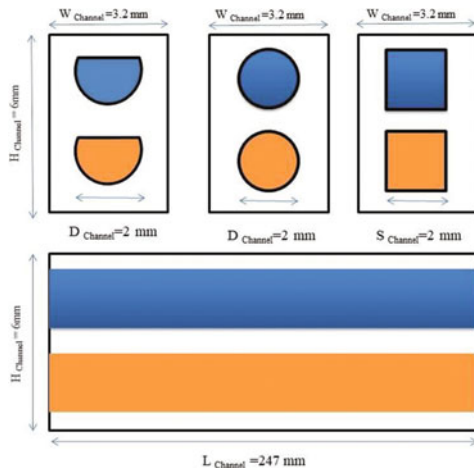 W Channel=3.2 mm
W Channel=3.2 mm
W Channel=3.2 mm
H Channel= 6mm
D Channel=2 mm
D Channel=2 mm
S Channel=2 mm
H Channel= 6mm
L Channel=247 mm